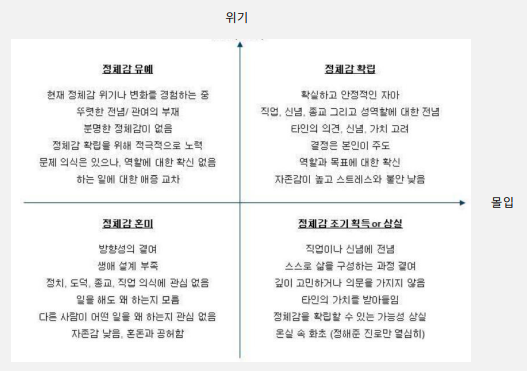 위기
정체감 유예
현재 정체감 위기나 변화를 경험하는 중
뚜렷한 전념/ 관여의 부재
분명한 정체감이 없음
정체감 확립을 위해 적극적으로 노력
문제 의식은 있으나, 역할에 대한 확신 없음
하는 일에 대한 애증 교차
정체감 확립
확실하고 안정적인 자아
직업, 신념, 종교 그리고 성역할에 대한 전념
타인의 의견, 신념, 가치 고려
결정은 본인이 주도
역할과 목표에 대한 확신
자존감이 높고 스트레스와 불안 낮음
몰입
정체감 혼미
방향성의 결여
생애 설계 부족
정치, 도덕, 종교, 직업 의식에 관심 없음
일을 해도 왜 하는지 모름
다른 사람이 어떤 일을 왜 하는지 관심 없음
자존감 낮음, 혼돈과 공허함
정체감 조기 획득 or 상실
직업이나 신념에 전념
스스로 삶을 구성하는 과정 결여
깊이 고민하거나 의문을 가지지 않음
타인의 가치를 받아들임
정체감을 확립할 수 있는 가능성 상실
온실 속 화초 (정해준 진로만 열심히)